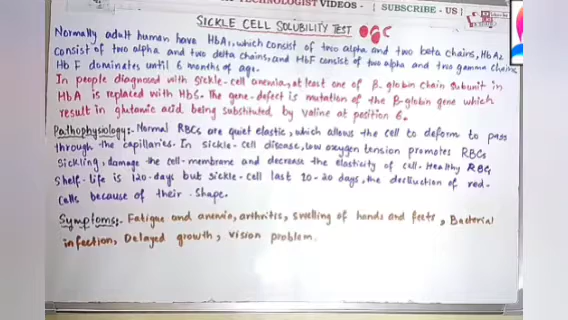 TECHNOLOGIST VIDEOS - { SUBSCRIBE - US }
SICKLE CELL SOLUBILITY TEST
Normally adult human have HbA1, which consist of two alpha and two beta chains, HbA2
consist of two alpha and two delta chains, and HbF consist of two alpha and two gamma chains
Hb F dominates until 6 months of age.
In people diagnosed with sickle-cell anemia, at least one of β-globin chain subunit in
HbA is replaced with HbS. The gene-defect is mutation of the β-globin gene which
result in glutamic acid being substituted by valine at position 6.
Pathophysiology:- Normal RBCs are quiet elastic, which allows the cell to deform to pass
through the capillaries. In sickle-cell disease, low oxygen tension promotes RBCs
Sickling, damage the cell-membrane and decrease the elasticity of cell. Healthy RBCs
Shelf-life is 120-days but sickle-cell last 10-20 days, the destruction of red-
cells because of their shape.
Symptoms:- Fatigue and anemia, arthritis, swelling of hands and feets, Bacterial
infection, Delayed growth, vision problem.